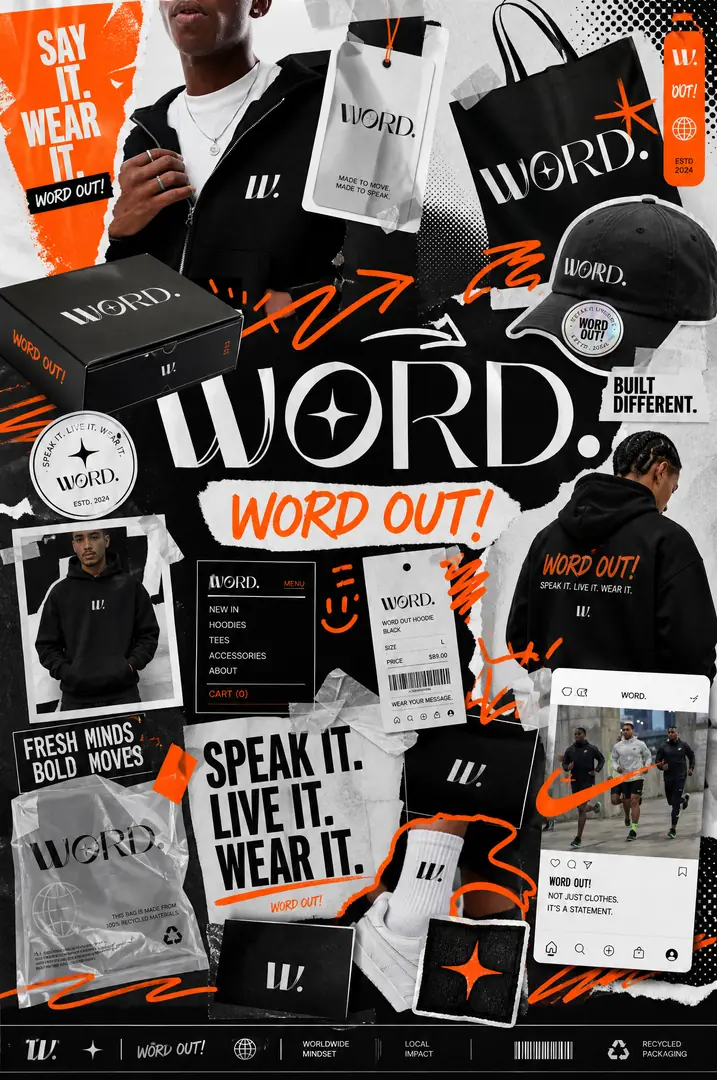 SAY
IT.
WEAR
IT.
WORD OUT!
W.
WORD.
MADE TO MOVE.
MADE TO SPEAK.
WORD.
W.
OUT!
ESTD
2024
WORD.
WORD
OUT!
BUILT
DIFFERENT.
WORD.
WORD OUT!
W.
WORD.
WORD OUT!
SPEAK IT. LIVE IT. WEAR IT.
WORD.
ESTD. 2024
W.
WORD.
MENU
NEW IN
HOODIES
TEES
ACCESSORIES
ABOUT
CART (0)
WORD.
WORD OUT HOODIE
BLACK
SIZE L
PRICE $89.00
WEAR YOUR MESSAGE.
WORD OUT!
SPEAK IT. LIVE IT. WEAR IT.
W.
FRESH MINDS
BOLD MOVES
SPEAK IT.
LIVE IT.
WEAR IT.
WORD OUT!
W.
W.
WORD.
WORD OUT!
NOT JUST CLOTHES.
IT'S A STATEMENT.
WORD.
THIS BAG IS MADE FROM
100% RECYCLED MATERIALS.
W.
W.
WORD OUT!
WORLDWIDE
MINDSET
LOCAL
IMPACT
RECYCLED
PACKAGING